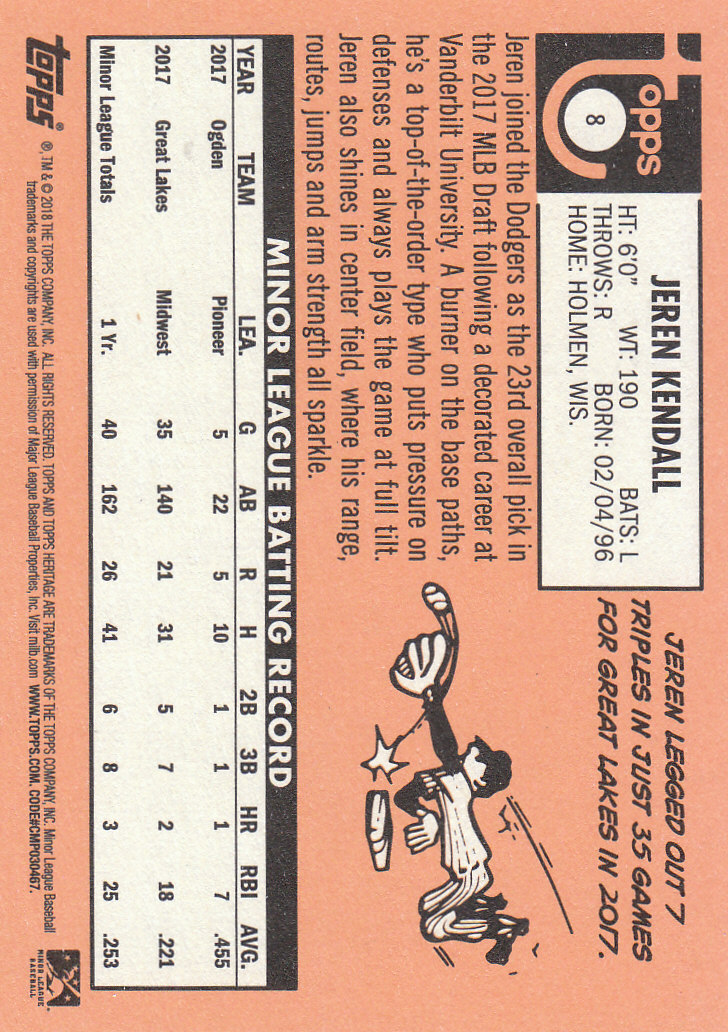 Topps
8
JEREN KENDALL
HT: 6'0" WT: 190 BATS: L
THROWS: R BORN: 02/04/96
HOME: HOLMEN, WIS.
Jeren joined the Dodgers as the 23rd overall pick in
the 2017 MLB Draft following a decorated career at
Vanderbilt University. A burner on the base paths,
he's a top-of-the-order type who puts pressure on
defenses and always plays the game at full tilt.
Jeren also shines in center field, where his range,
routes, jumps and arm strength all sparkle.
JEREN LEGGED OUT 7
TRIPLES IN JUST 35 GAMES
FOR GREAT LAKES IN 2017.
MINOR LEAGUE BATTING RECORD
YEAR TEAM LEA. G AB R H 2B 3B HR RBI AVG.
2017 Ogden Pioneer 5 22 5 10 1 1 1 7 .455
2017 Great Lakes Midwest 35 140 21 31 5 7 2 18 .221
Minor League Totals 1 Yr. 40 162 26 41 6 8 3 25 .253
topps®
®, TM & © 2018 THE TOPPS COMPANY, INC. ALL RIGHTS RESERVED. TOPPS AND TOPPS HERITAGE ARE TRADEMARKS OF THE TOPPS COMPANY, INC. Minor League Baseball
trademarks and copyrights are used with permission of Major League Baseball Properties, Inc. Visit milb.com WWW.TOPPS.COM. CODE#CMP030467.
MINOR LEAGUE
BASEBALL